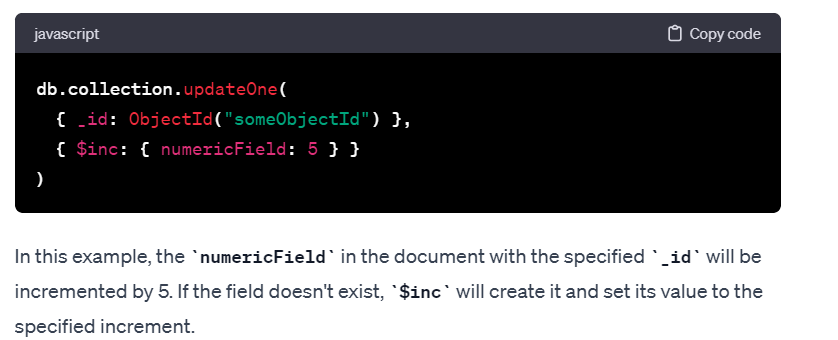 javascript
Copy code
db.collection.updateOne(
{ _id: ObjectId("someObjectId") },
{ $inc: { numericField: 5 } }
)
In this example, the `numericField` in the document with the specified `_id` will be
incremented by 5. If the field doesn't exist, `$inc` will create it and set its value to the
specified increment.